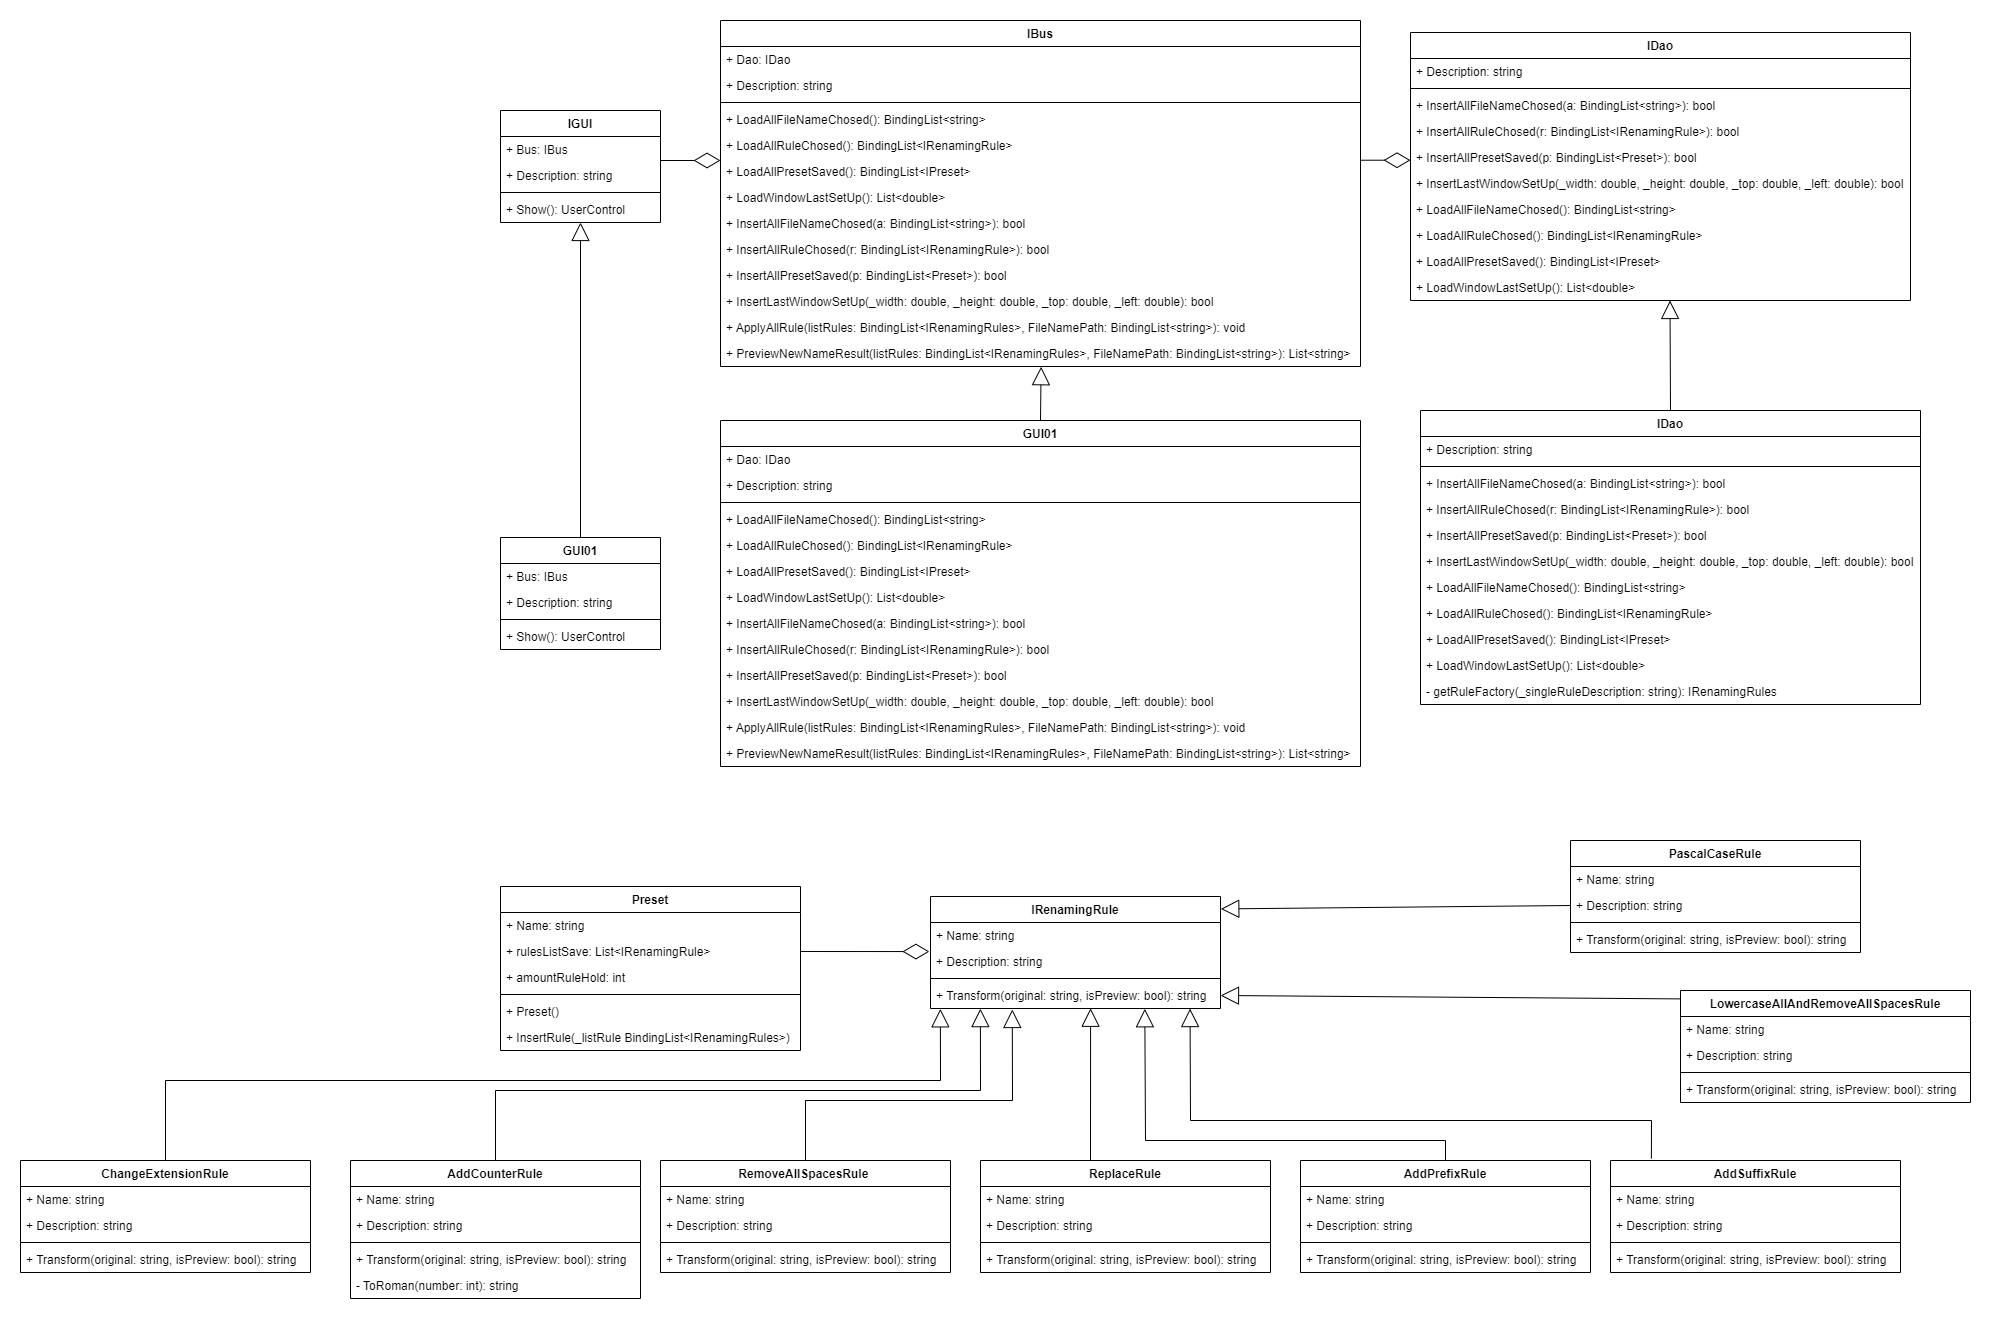 IBus
+ Dao: IDao
+ Description: string
+ LoadAllFileNameChosed(): BindingList<string>
+ LoadAllRuleChosed(): BindingList<IRenamingRule>
+ LoadAllPresetSaved(): BindingList<IPreset>
+ LoadWindowLastSetUp(): List<double>
+ InsertAllFileNameChosed(a: BindingList<string>): bool
+ InsertAllRuleChosed(r: BindingList<IRenamingRule>): bool
+ InsertAllPresetSaved(p: BindingList<Preset>): bool
+ InsertLastWindowSetUp(_width: double, _height: double, _top: double, _left: double): bool
+ ApplyAllRule(listRules: BindingList<IRenamingRules>, FileNamePath: BindingList<string>): void
+ PreviewNewNameResult(listRules: BindingList<IRenamingRules>, FileNamePath: BindingList<string>): List<string>
IDao
+ Description: string
+ InsertAllFileNameChosed(a: BindingList<string>): bool
+ InsertAllRuleChosed(r: BindingList<IRenamingRule>): bool
+ InsertAllPresetSaved(p: BindingList<Preset>): bool
+ InsertLastWindowSetUp(_width: double, _height: double, _top: double, _left: double): bool
+ LoadAllFileNameChosed(): BindingList<string>
+ LoadAllRuleChosed(): BindingList<IRenamingRule>
+ LoadAllPresetSaved(): BindingList<IPreset>
+ LoadWindowLastSetUp(): List<double>
IGUI
+ Bus: IBus
+ Description: string
+ Show(): UserControl
GUI01
+ Bus: IBus
+ Description: string
+ Show(): UserControl
GUI01
+ Dao: IDao
+ Description: string
+ LoadAllFileNameChosed(): BindingList<string>
+ LoadAllRuleChosed(): BindingList<IRenamingRule>
+ LoadAllPresetSaved(): BindingList<IPreset>
+ LoadWindowLastSetUp(): List<double>
+ InsertAllFileNameChosed(a: BindingList<string>): bool
+ InsertAllRuleChosed(r: BindingList<IRenamingRule>): bool
+ InsertAllPresetSaved(p: BindingList<Preset>): bool
+ InsertLastWindowSetUp(_width: double, _height: double, _top: double, _left: double): bool
+ ApplyAllRule(listRules: BindingList<IRenamingRules>, FileNamePath: BindingList<string>): void
+ PreviewNewNameResult(listRules: BindingList<IRenamingRules>, FileNamePath: BindingList<string>): List<string>
IDao
+ Description: string
+ InsertAllFileNameChosed(a: BindingList<string>): bool
+ InsertAllRuleChosed(r: BindingList<IRenamingRule>): bool
+ InsertAllPresetSaved(p: BindingList<Preset>): bool
+ InsertLastWindowSetUp(_width: double, _height: double, _top: double, _left: double): bool
+ LoadAllFileNameChosed(): BindingList<string>
+ LoadAllRuleChosed(): BindingList<IRenamingRule>
+ LoadAllPresetSaved(): BindingList<IPreset>
+ LoadWindowLastSetUp(): List<double>
- getRuleFactory(_singleRuleDescription: string): IRenamingRules
Preset
+ Name: string
+ rulesListSave: List<IRenamingRule>
+ amountRuleHold: int
+ Preset()
+ InsertRule(_listRule BindingList<IRenamingRules>)
IRenamingRule
+ Name: string
+ Description: string
+ Transform(original: string, isPreview: bool): string
PascalCaseRule
+ Name: string
+ Description: string
+ Transform(original: string, isPreview: bool): string
LowercaseAllAndRemoveAllSpacesRule
+ Name: string
+ Description: string
+ Transform(original: string, isPreview: bool): string
ChangeExtensionRule
+ Name: string
+ Description: string
+ Transform(original: string, isPreview: bool): string
AddCounterRule
+ Name: string
+ Description: string
+ Transform(original: string, isPreview: bool): string
- ToRoman(number: int): string
RemoveAllSpacesRule
+ Name: string
+ Description: string
+ Transform(original: string, isPreview: bool): string
ReplaceRule
+ Name: string
+ Description: string
+ Transform(original: string, isPreview: bool): string
AddPrefixRule
+ Name: string
+ Description: string
+ Transform(original: string, isPreview: bool): string
AddSuffixRule
+ Name: string
+ Description: string
+ Transform(original: string, isPreview: bool): string